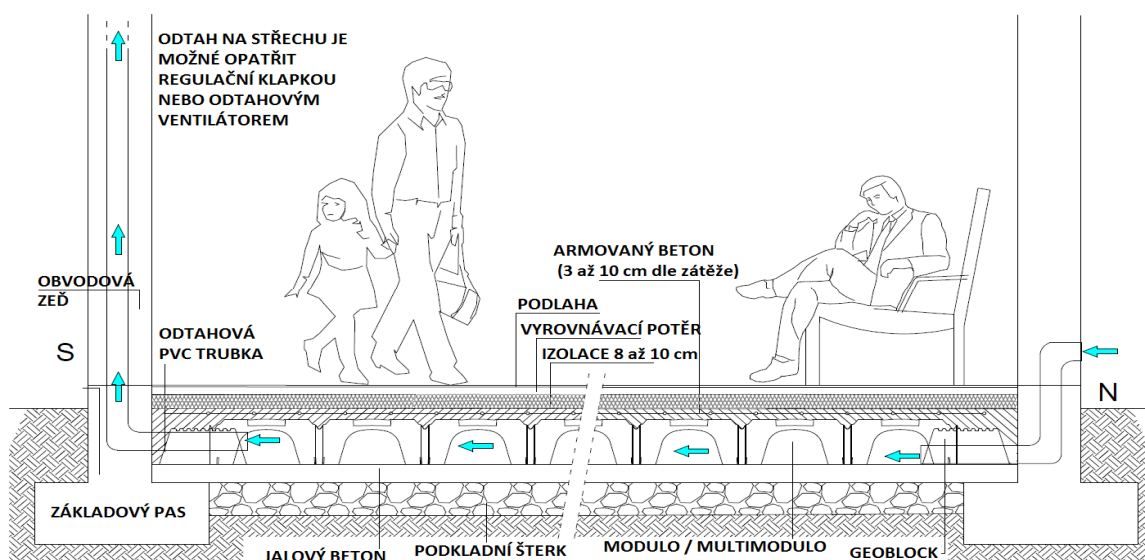 ODTAH NA STŘECHU JE
MOŽNÉ OPATŘIT
REGULAČNÍ KLAPKOU
NEBO ODTAHOVÝM
VENTILÁTOREM
ARMOVANÝ BETON
(3 až 10 cm dle zátěže)
OBVODOVÁ
ZEĎ
PODLAHA
ODTAHOVÁ
PVC TRUBKA
VYROVNÁVACÍ POTĚR
IZOLACE 8 až 10 cm
S
N
ZÁKLADOVÝ PAS
JALOVÝ BETON
PODKLADNÍ ŠTERK
MODULO / MULTIMODULO
GEOBLOCK